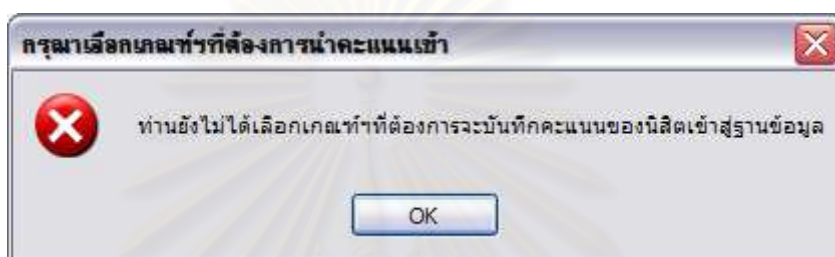 กรุณาเลือกเกณฑ์ฯที่ต้องการนำคะแนนเข้า
ท่านยังไม่ได้เลือกเกณฑ์ฯที่ต้องการจะบันทึกคะแนนของนิสิตเข้าสู่ฐานข้อมูล
OK